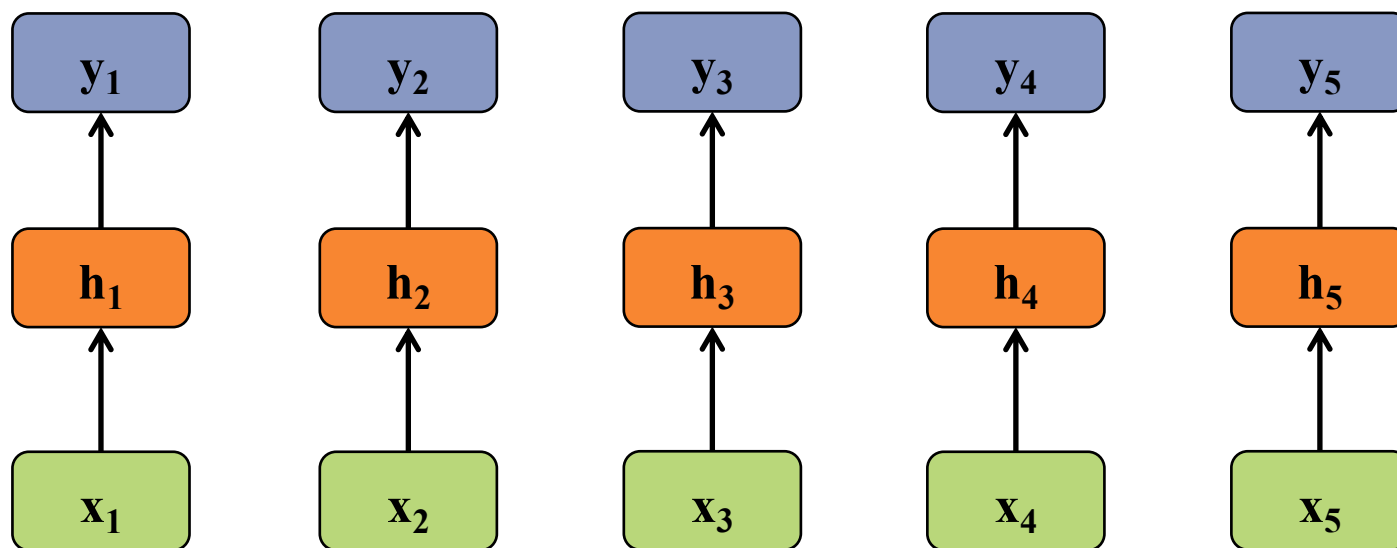 y₁ y₂ y₃ y₄ y₅
h₁ h₂ h₃ h₄ h₅
x₁ x₂ x₃ x₄ x₅